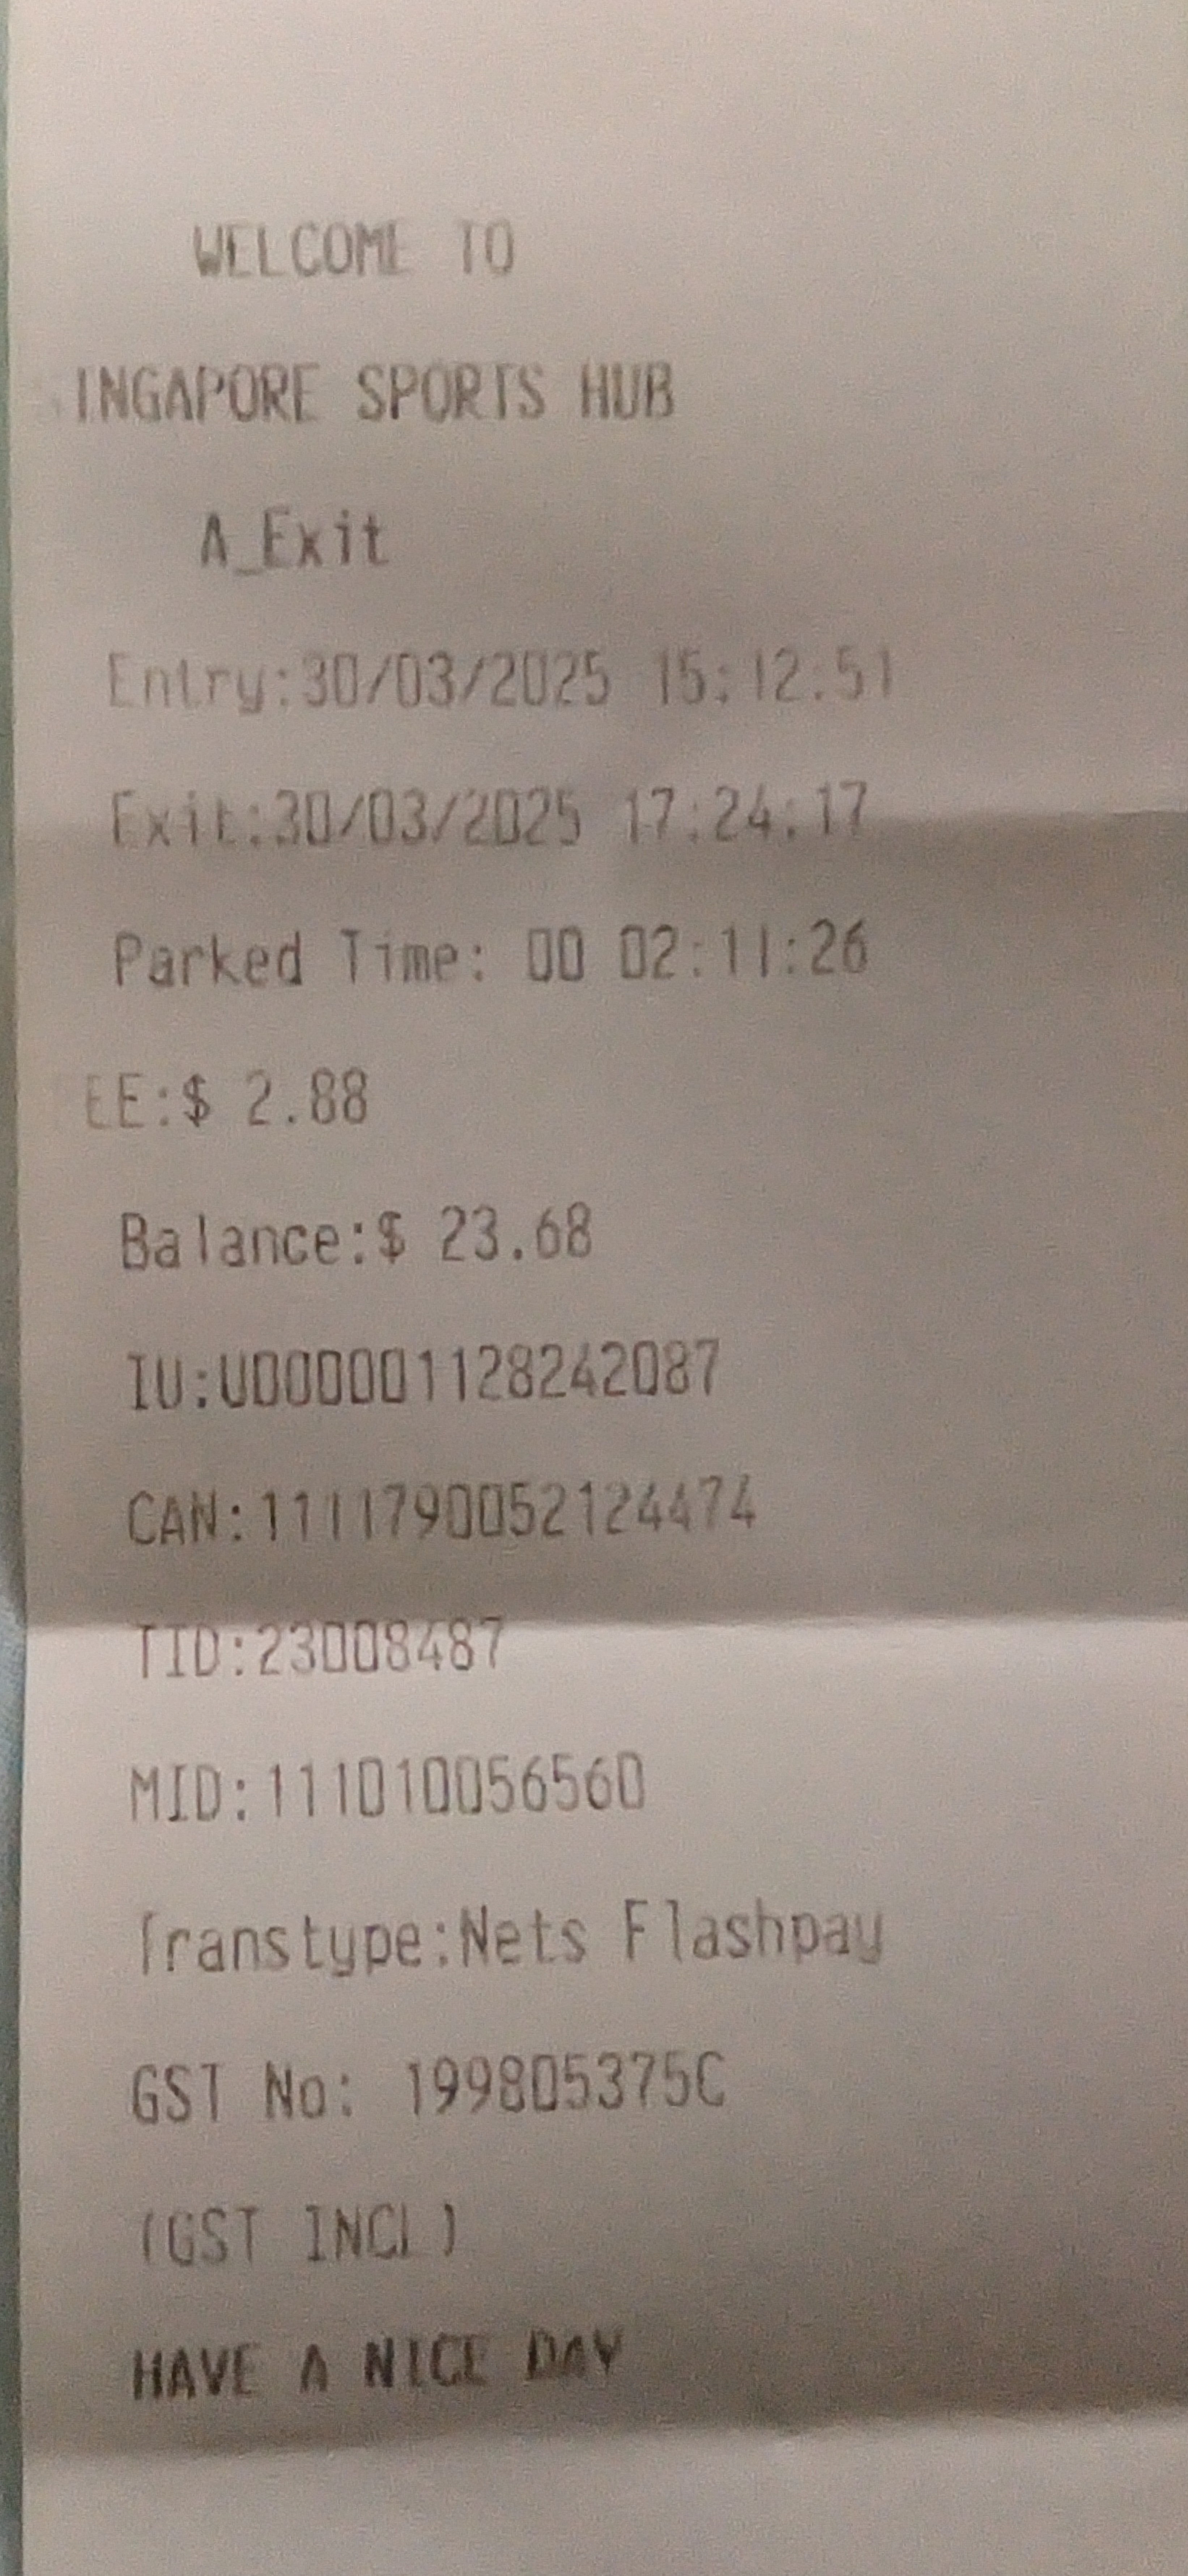 WELCOME TO
INGAPORE SPORTS HUB
A_Exit
Entry:30/03/2025 15:12:51
Exit:30/03/2025 17:24:17
Parked Time: 00 02:11:26
EE:$ 2.88
Balance:$ 23.68
IU:U000001128242087
CAN:1111790052124474
TID:23008487
MID:111010056560
Transtype:Nets Flashpay
GST No: 199805375C
(GST INCL)
HAVE A NICE DAY